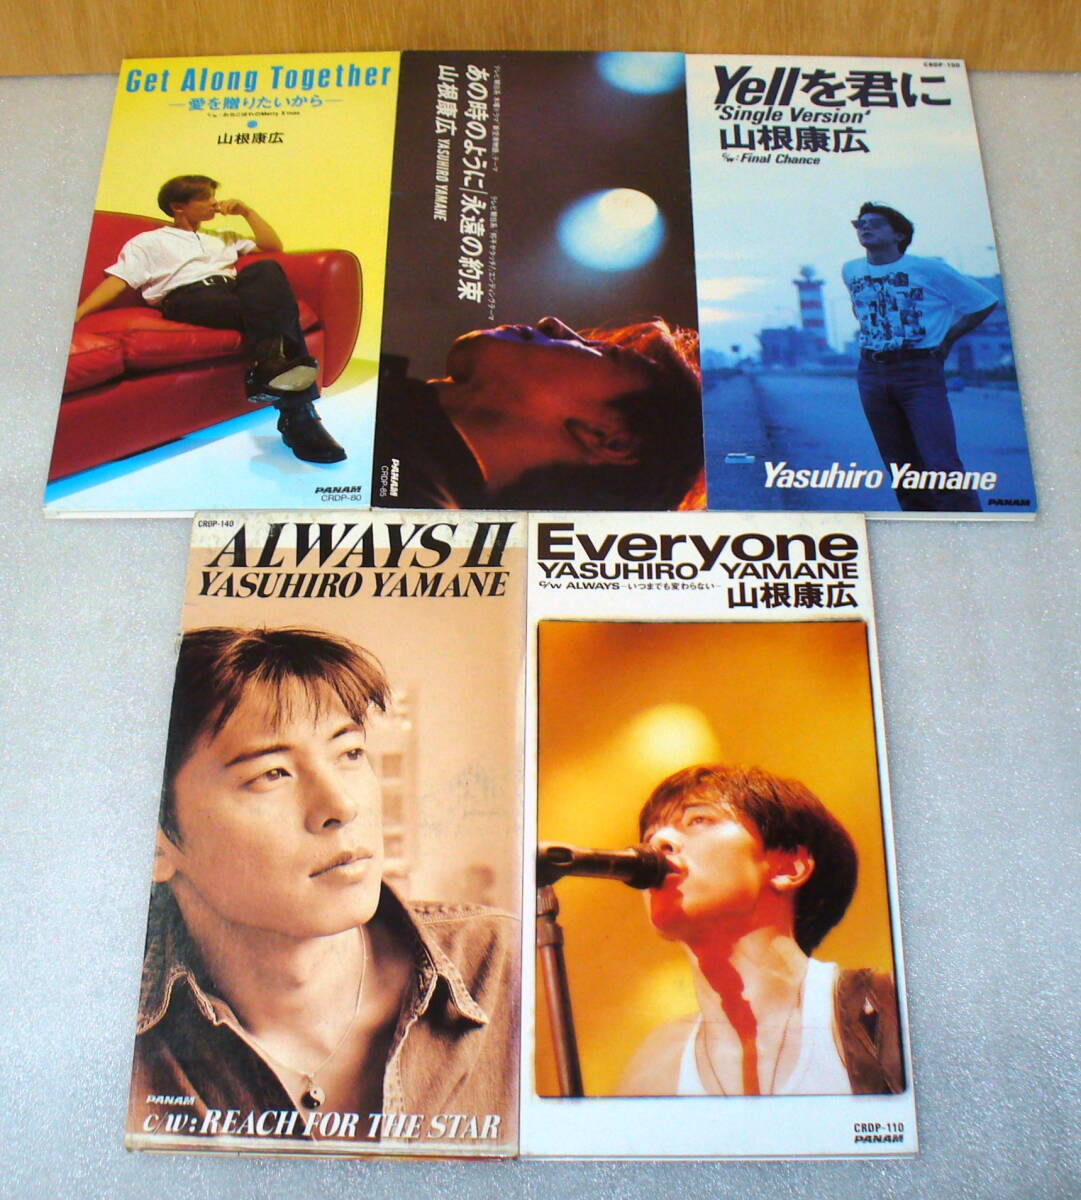 Get Along Together
—愛を贈りたいから—
山根康広
PANAM
CRDP-80
あの時のように/永遠の約束
山根康広 YASUHIRO YAMANE
PANAM
CRDP-65
Yellを君に
'Single Version'
山根康広
c/w:Final Chance
Yasuhiro Yamane
PANAM
CRDP-140
ALWAYS II
YASUHIRO YAMANE
PANAM
c/w:REACH FOR THE STAR
Everyone
YASUHIRO YAMANE
c/w ALWAYS—いつまでも変わらない—
山根康広
CRDP-110
PANAM